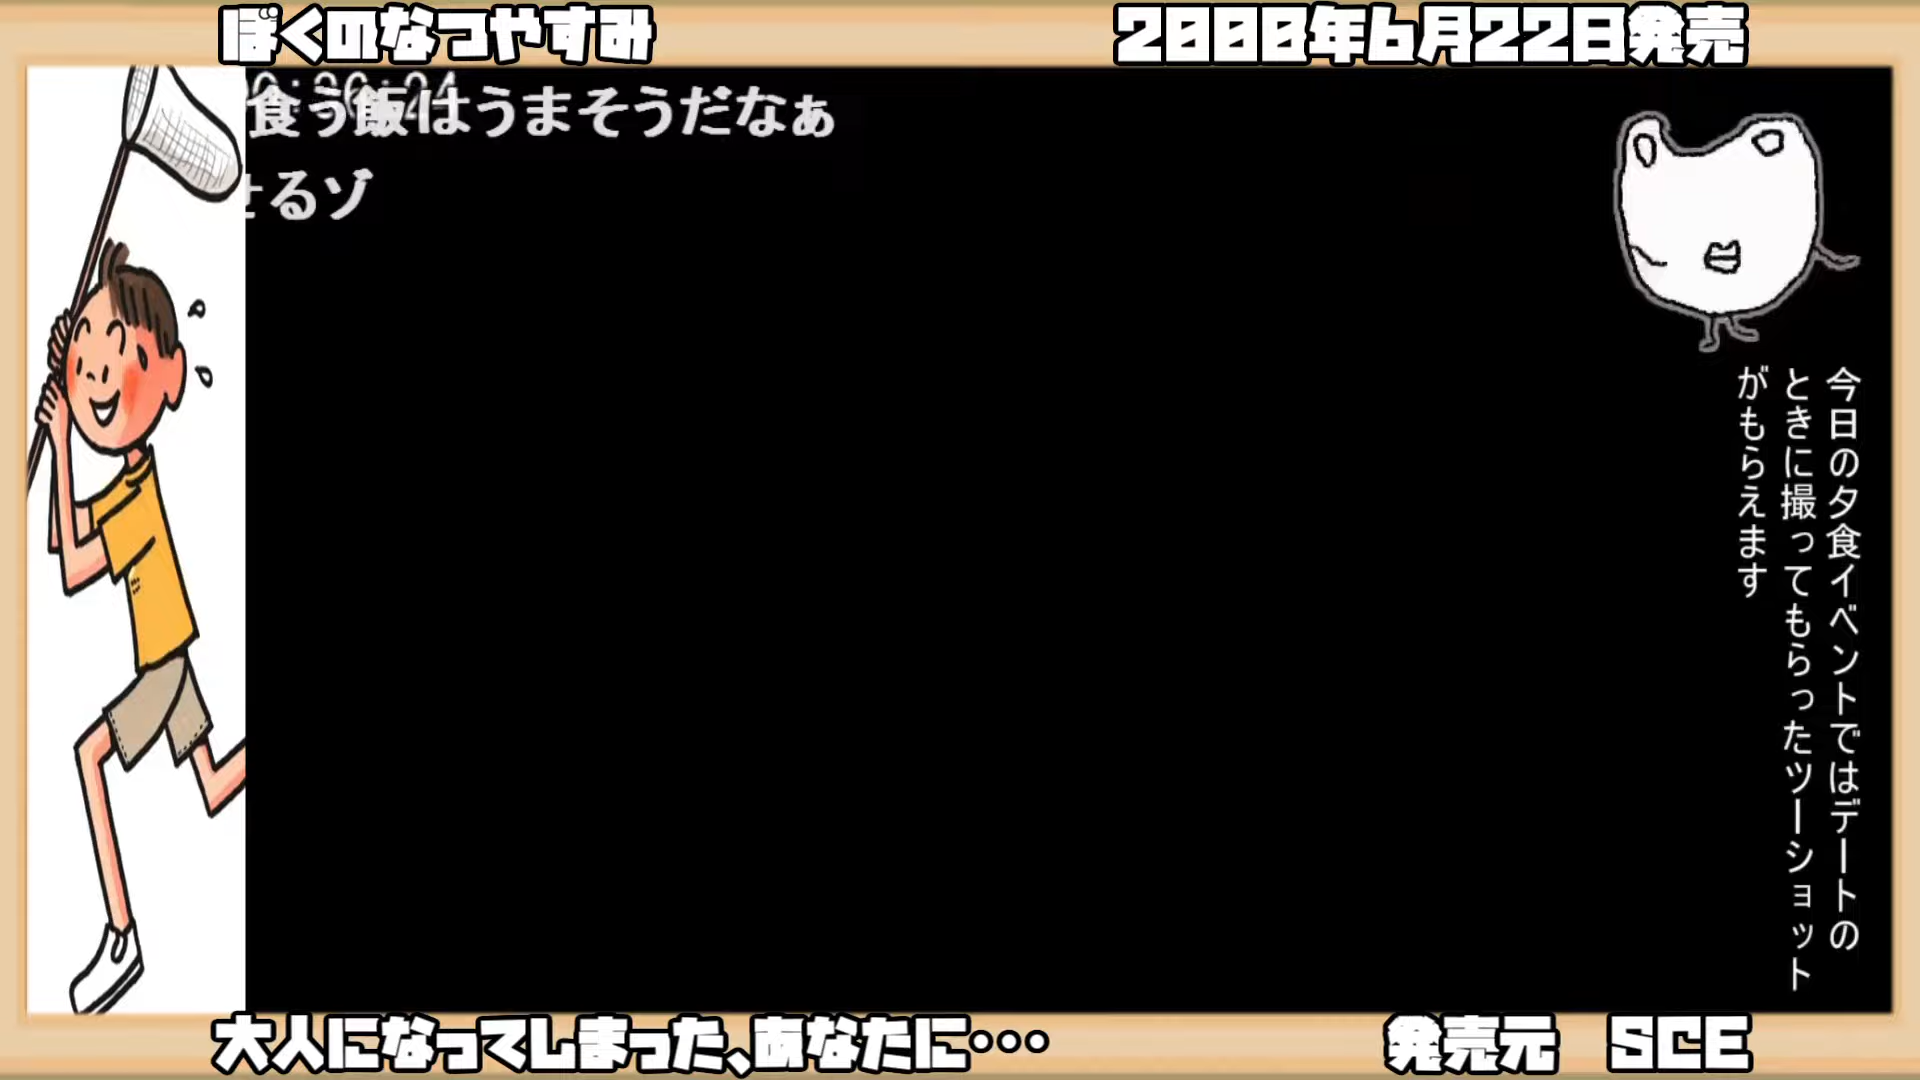 ぼくのなつやすみ
2000年6月22日発売
食う飯はうまそうだなぁ
せるゾ
今日の夕食イベントではデートの
ときに撮ってもらったツーショット
がもらえます
大人になってしまった、あなたに･･･
発売元　SCE